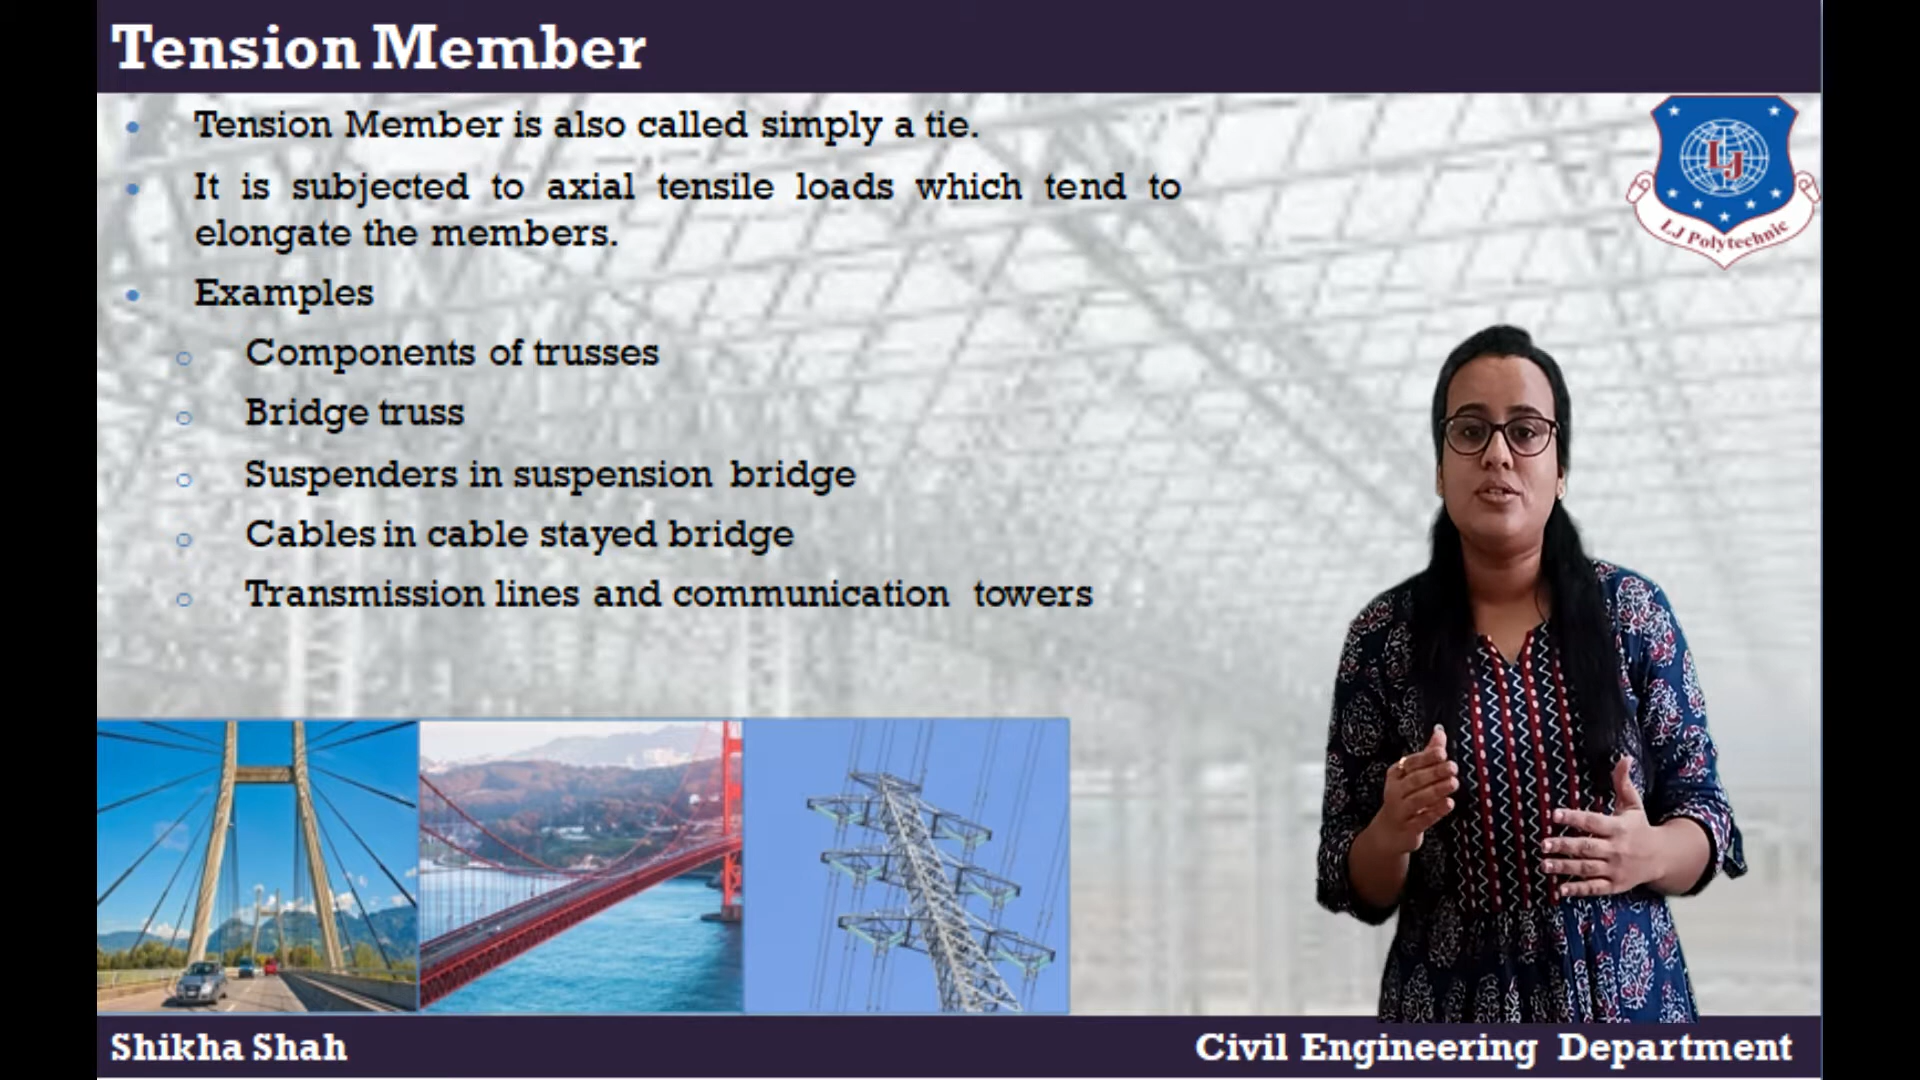 Tension Member
Tension Member is also called simply a tie.
It is subjected to axial tensile loads which tend to
elongate the members.
Examples
Components of trusses
Bridge truss
Suspenders in suspension bridge
Cables in cable stayed bridge
Transmission lines and communication towers
LJ
LJ Polytechnic
Shikha Shah
Civil Engineering Department